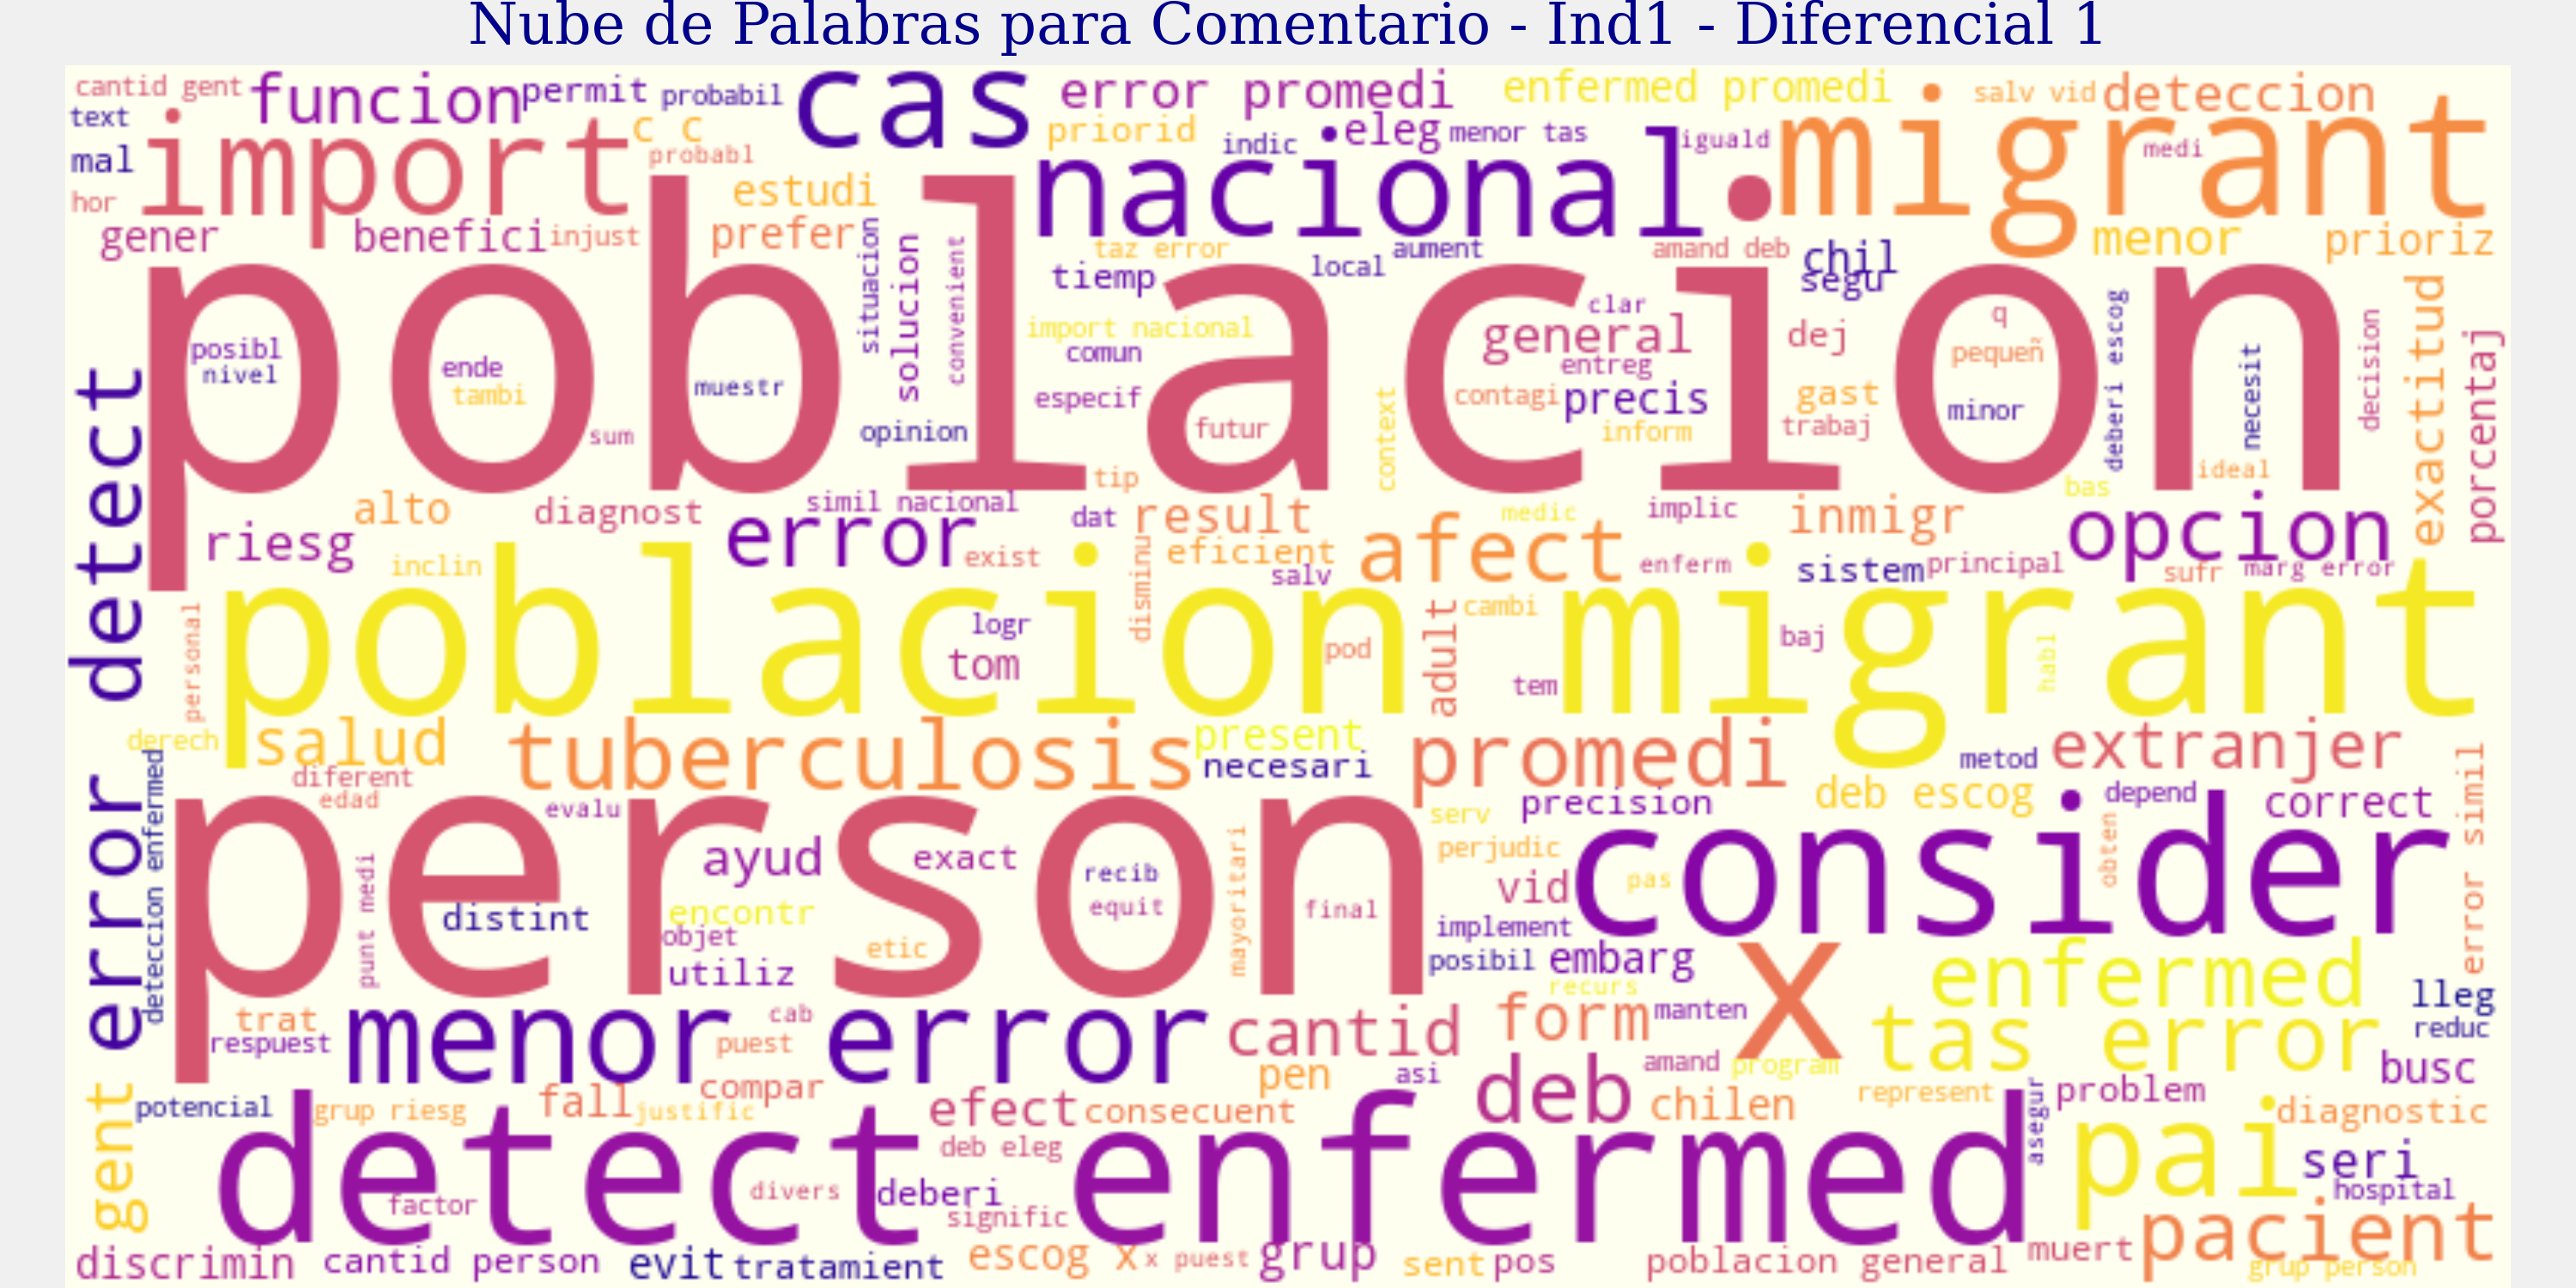 Nube de Palabras para Comentario - Ind1 - Diferencial 1
cantid gent
funcion
permit
probabil
cas
error promedi
enfermed promedi
salv vid
deteccion
text
import
c c
priorid
indic
eleg
menor tas
iguald
migrant
medi
mal
probabl
nacional
hor
estudi
gener
benefici
injust
prefer
situacion
solucion
convenient
taz error
aument
local
tiemp
amand deb
chil
segu
menor
prioriz
poblacion
posibl
nivel
ende
tambi
muestr
sum
opinion
import nacional
comun
especif
futur
clar
general
entreg
contagi
precis
inform
context
dej
gast
trabaj
q
pequeñ
minor
deberi escog
necesit
decision
exactitud
porcentaj
ideal
bas
tip
detect
alto
diagnost
simil nacional
dat
result
medic
implic
inmigr
opcion
riesg
inclin
error
exist
disminu
eficient
salv
afect
enferm
sistem
principal
sufr
marg error
poblacion migrant
personal
logr
tom
pod
adult
cambi
tem
baj
habl
derech
salud
tuberculosis
present
necesari
promedi
metod
extranjer
diferent
edad
evalu
error
deteccion enfermed
person
punt medi
distint
ayud
exact
encontr
objet
utiliz
etic
recib
equit
mayoritari
final
serv
precision
deb escog
depend
correct
perjudic
vid
pas
consider
obten
error simil
implement
posibil
embarg
recurs
x
enfermed
lleg
reduc
trat
respuest
menor error
cab
puest
cantid
form
manten
tas error
compar
pen
asi
deb
amand
program
busc
gent
potencial
grup riesg
fall
justific
efect
consecuent
chilen
represent
problem
diagnostic
detect
enfermed
asegur
pai
seri
hospital
deb eleg
factor
divers
deberi
signific
discrimin
cantid person
evit
tratamient
escog x
x puest
grup
sent
pos
poblacion general
muert
pacient
grup person